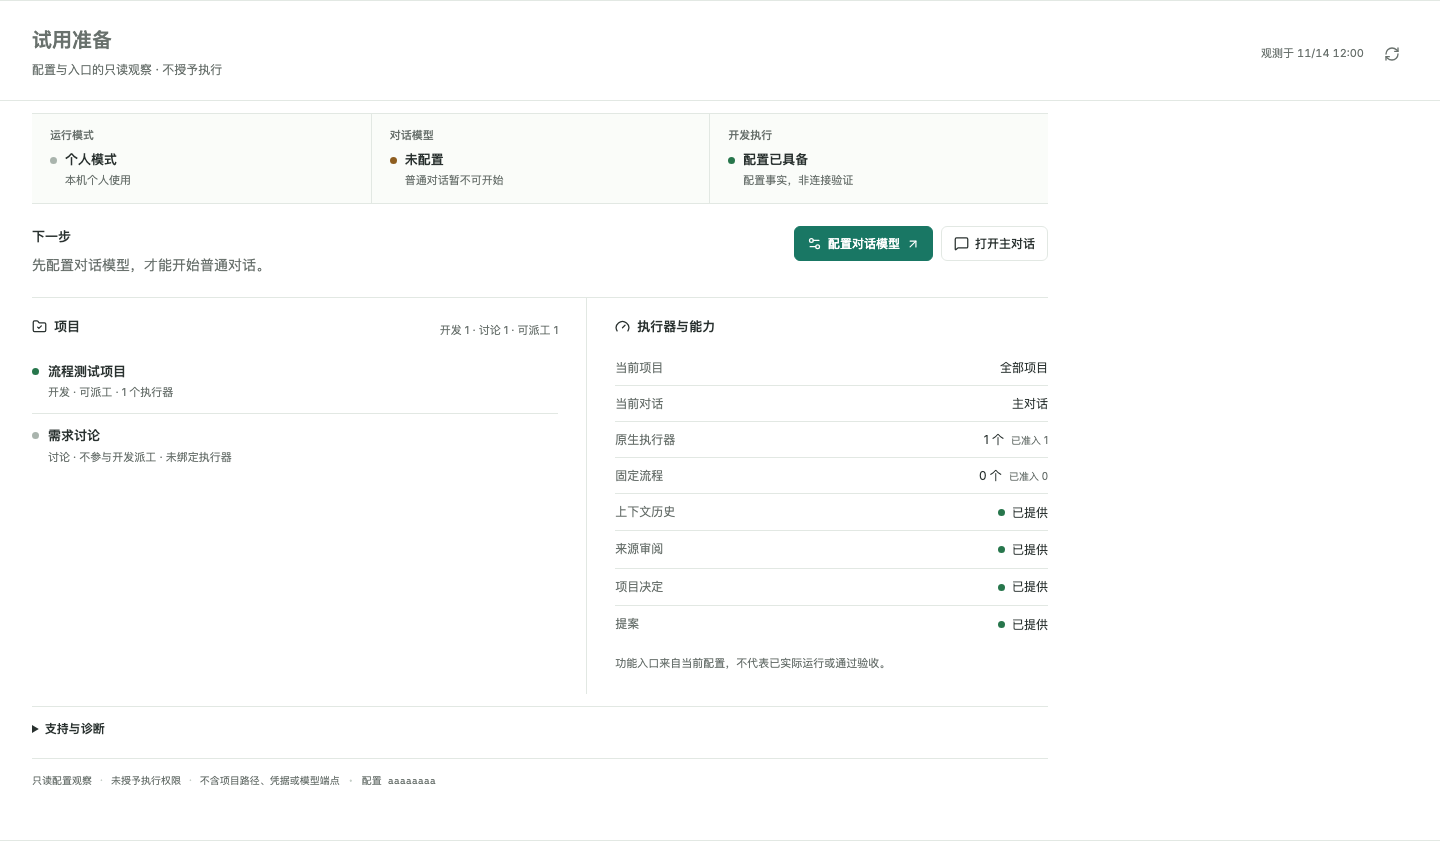 试用准备
配置与入口的只读观察 · 不授予执行
观测于 11/14 12:00
运行模式
个人模式
本机个人使用
对话模型
未配置
普通对话暂不可开始
开发执行
配置已具备
配置事实，非连接验证
下一步
先配置对话模型，才能开始普通对话。
配置对话模型
打开主对话
项目
开发 1 · 讨论 1 · 可派工 1
流程测试项目
开发 · 可派工 · 1 个执行器
需求讨论
讨论 · 不参与开发派工 · 未绑定执行器
执行器与能力
当前项目 全部项目
当前对话 主对话
原生执行器 1 个 已准入 1
固定流程 0 个 已准入 0
上下文历史 已提供
来源审阅 已提供
项目决定 已提供
提案 已提供
功能入口来自当前配置，不代表已实际运行或通过验收。
支持与诊断
只读配置观察 · 未授予执行权限 · 不含项目路径、凭据或模型端点 · 配置 aaaaaaaa